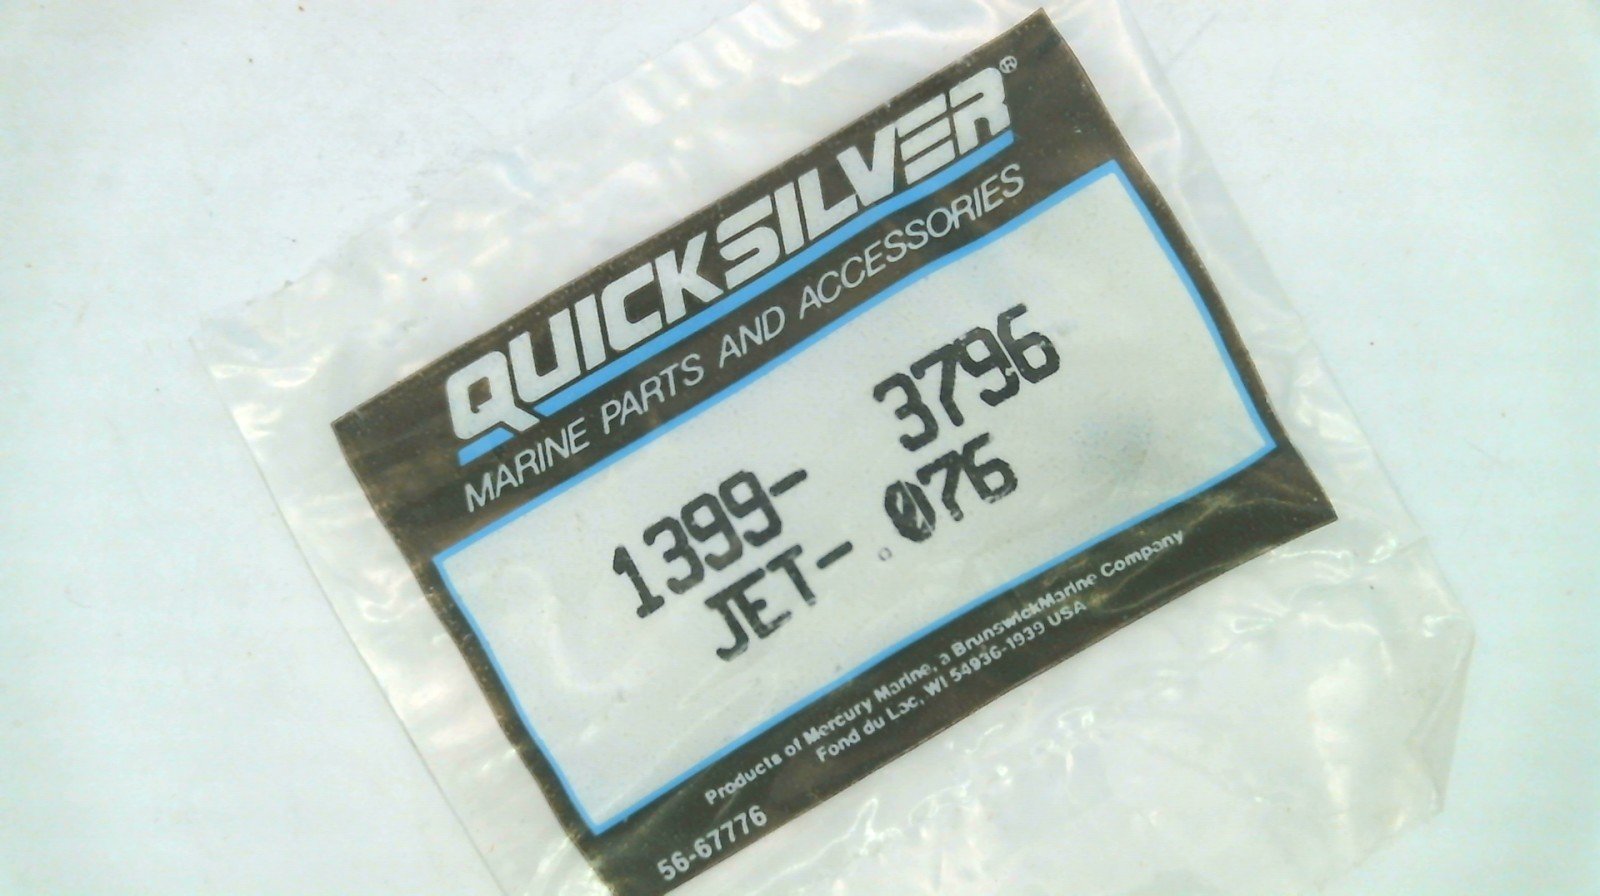 QUICKSILVER®
MARINE PARTS AND ACCESSORIES
1399- 3796
JET- .076
Products of Mercury Marine, a Brunswick Marine Company
Fond du Lac, WI 54936-1939 USA
56-67776